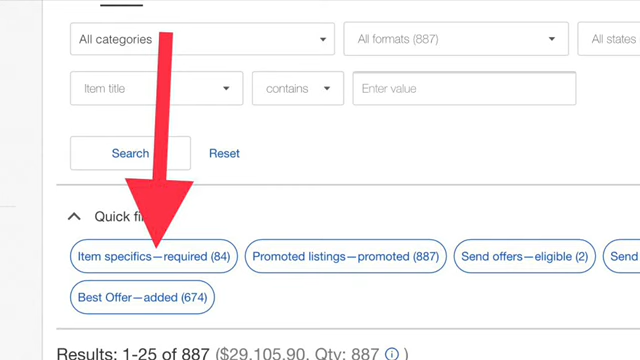 All categories All formats (887) All states
Item title contains Enter value
Search Reset
Quick fi
Item specifics—required (84) Promoted listings—promoted (887) Send offers—eligible (2) Send
Best Offer—added (674)
Results: 1-25 of 887 ($29,105.90, Qty: 887 )